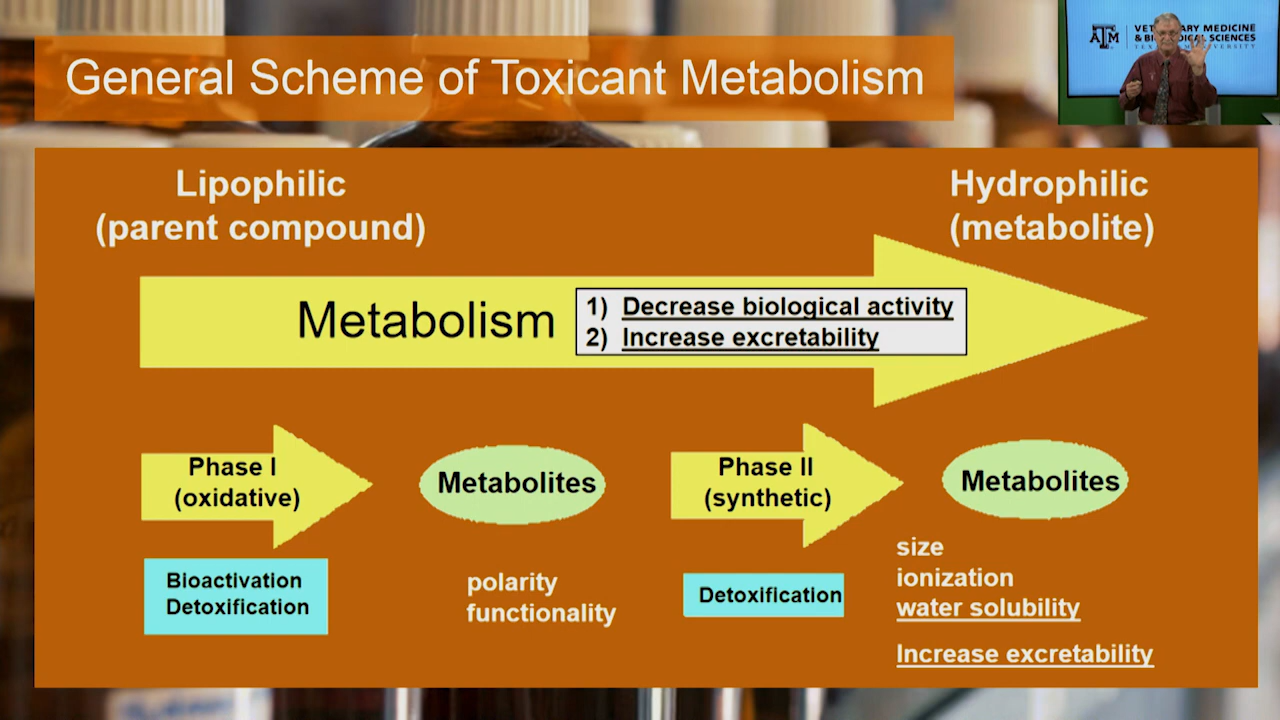 General Scheme of Toxicant Metabolism
ATM
VETERINARY MEDICINE
& BIOMEDICAL SCIENCES
TEXAS A&M UNIVERSITY
Lipophilic
(parent compound)
Hydrophilic
(metabolite)
Metabolism
1) Decrease biological activity
2) Increase excretability
Phase I
(oxidative)
Metabolites
Phase II
(synthetic)
Metabolites
Bioactivation
Detoxification
polarity
functionality
Detoxification
size
ionization
water solubility
Increase excretability